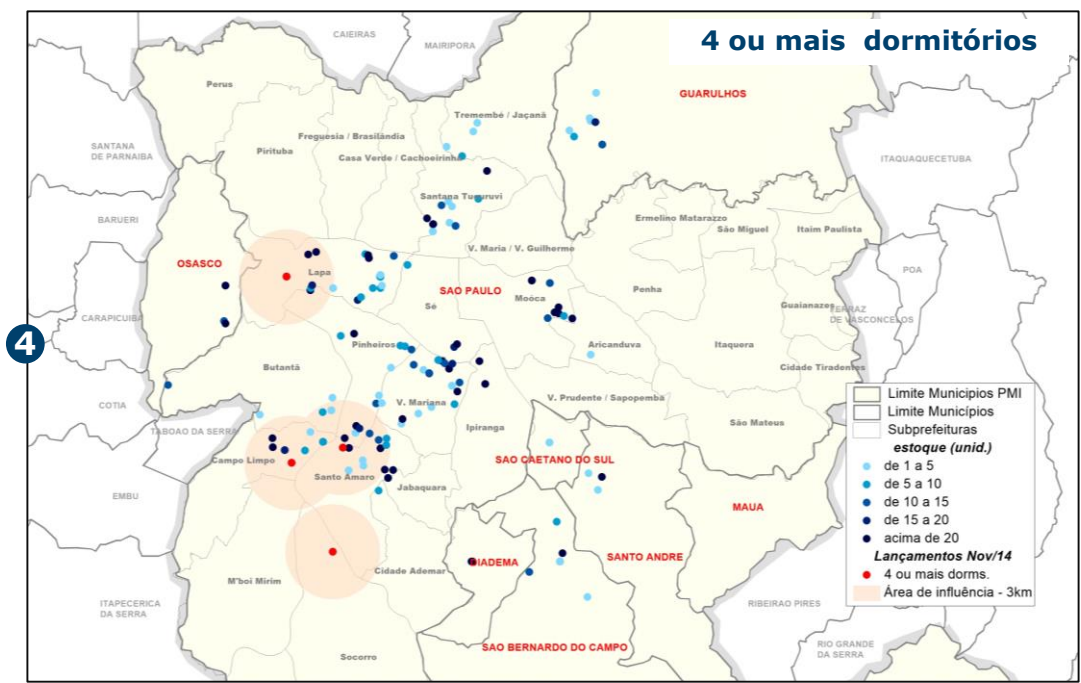 4 ou mais dormitórios
CAIEIRAS
MAIRIPORA
Perus
GUARULHOS
Tremembé / Jaçanã
Freguesia / Brasilândia
SANTANA
DE PARNAIBA
Pirituba
Casa Verde / Cachoeirinha
ITAQUAQUECETUBA
Santana Tucuruvi
BARUERI
Ermelino Matarazzo
São Miguel
Itaim Paulista
V. Maria / V. Guilherme
OSASCO
Lapa
POA
SAO PAULO
Moóca
Penha
Sé
Guaianazes
FERRAZ
DE VASCONCELOS
CARAPICUIBA
4
Pinheiros
Aricanduva
Itaquera
Butantã
Cidade Tiradentes
COTIA
V. Mariana
V. Prudente / Sapopemba
TABOAO DA SERRA
Ipiranga
São Mateus
Campo Limpo
SAO CAETANO DO SUL
Santo Amaro
Jabaquara
EMBU
MAUA
DIADEMA
SANTO ANDRE
Cidade Ademar
M'boi Mirim
ITAPECERICA
DA SERRA
RIBEIRAO PIRES
SAO BERNARDO DO CAMPO
RIO GRANDE
DA SERRA
Socorro
Limite Municipios PMI
Limite Municípios
Subprefeituras
estoque (unid.)
de 1 a 5
de 5 a 10
de 10 a 15
de 15 a 20
acima de 20
Lançamentos Nov/14
4 ou mais dorms.
Área de influência - 3km